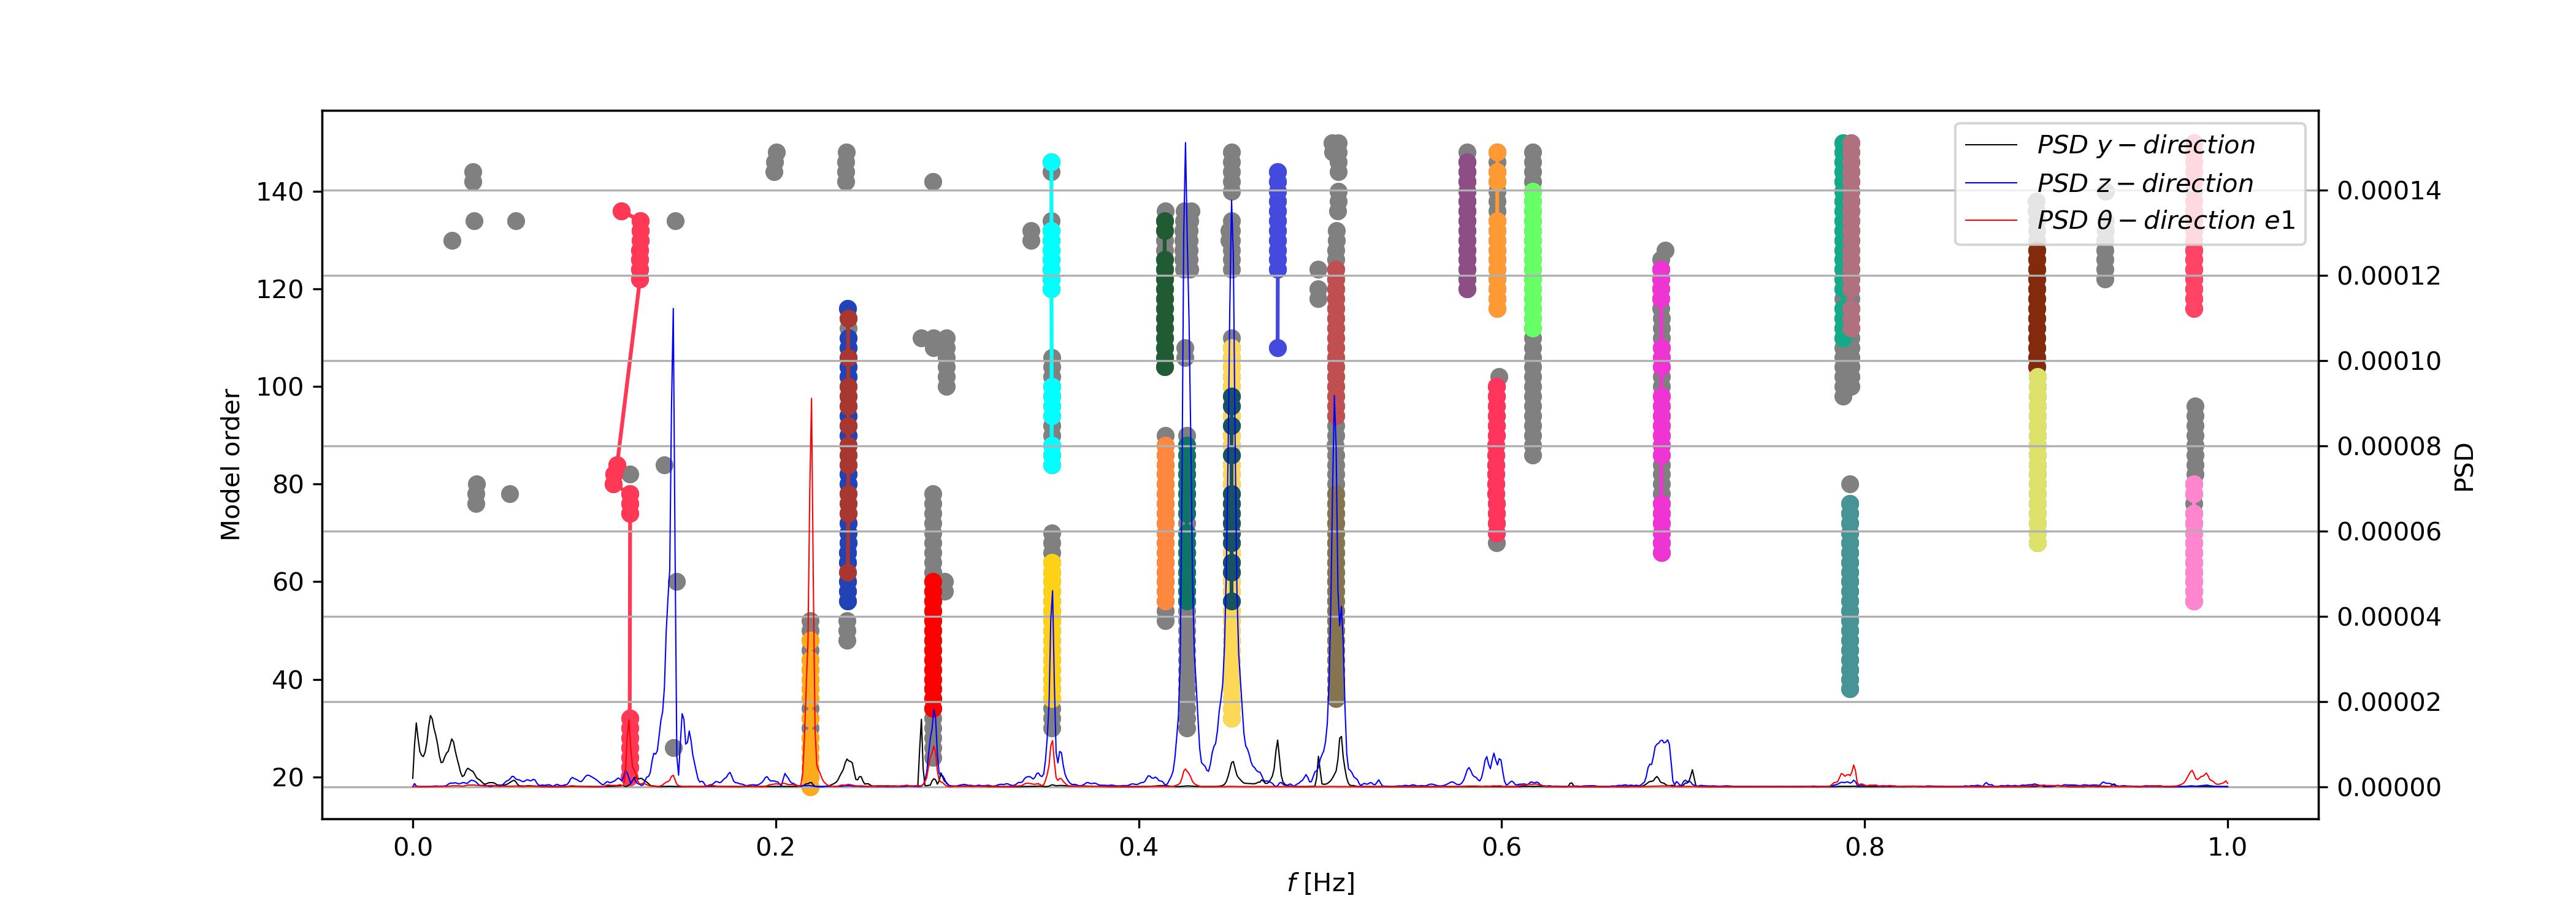 PSD y − direction
PSD z − direction
PSD θ − direction e1
140
120
100
80
60
40
20
Model order
0.00014
0.00012
0.00010
0.00008
0.00006
0.00004
0.00002
0.00000
PSD
0.0 0.2 0.4 0.6 0.8 1.0
f [Hz]